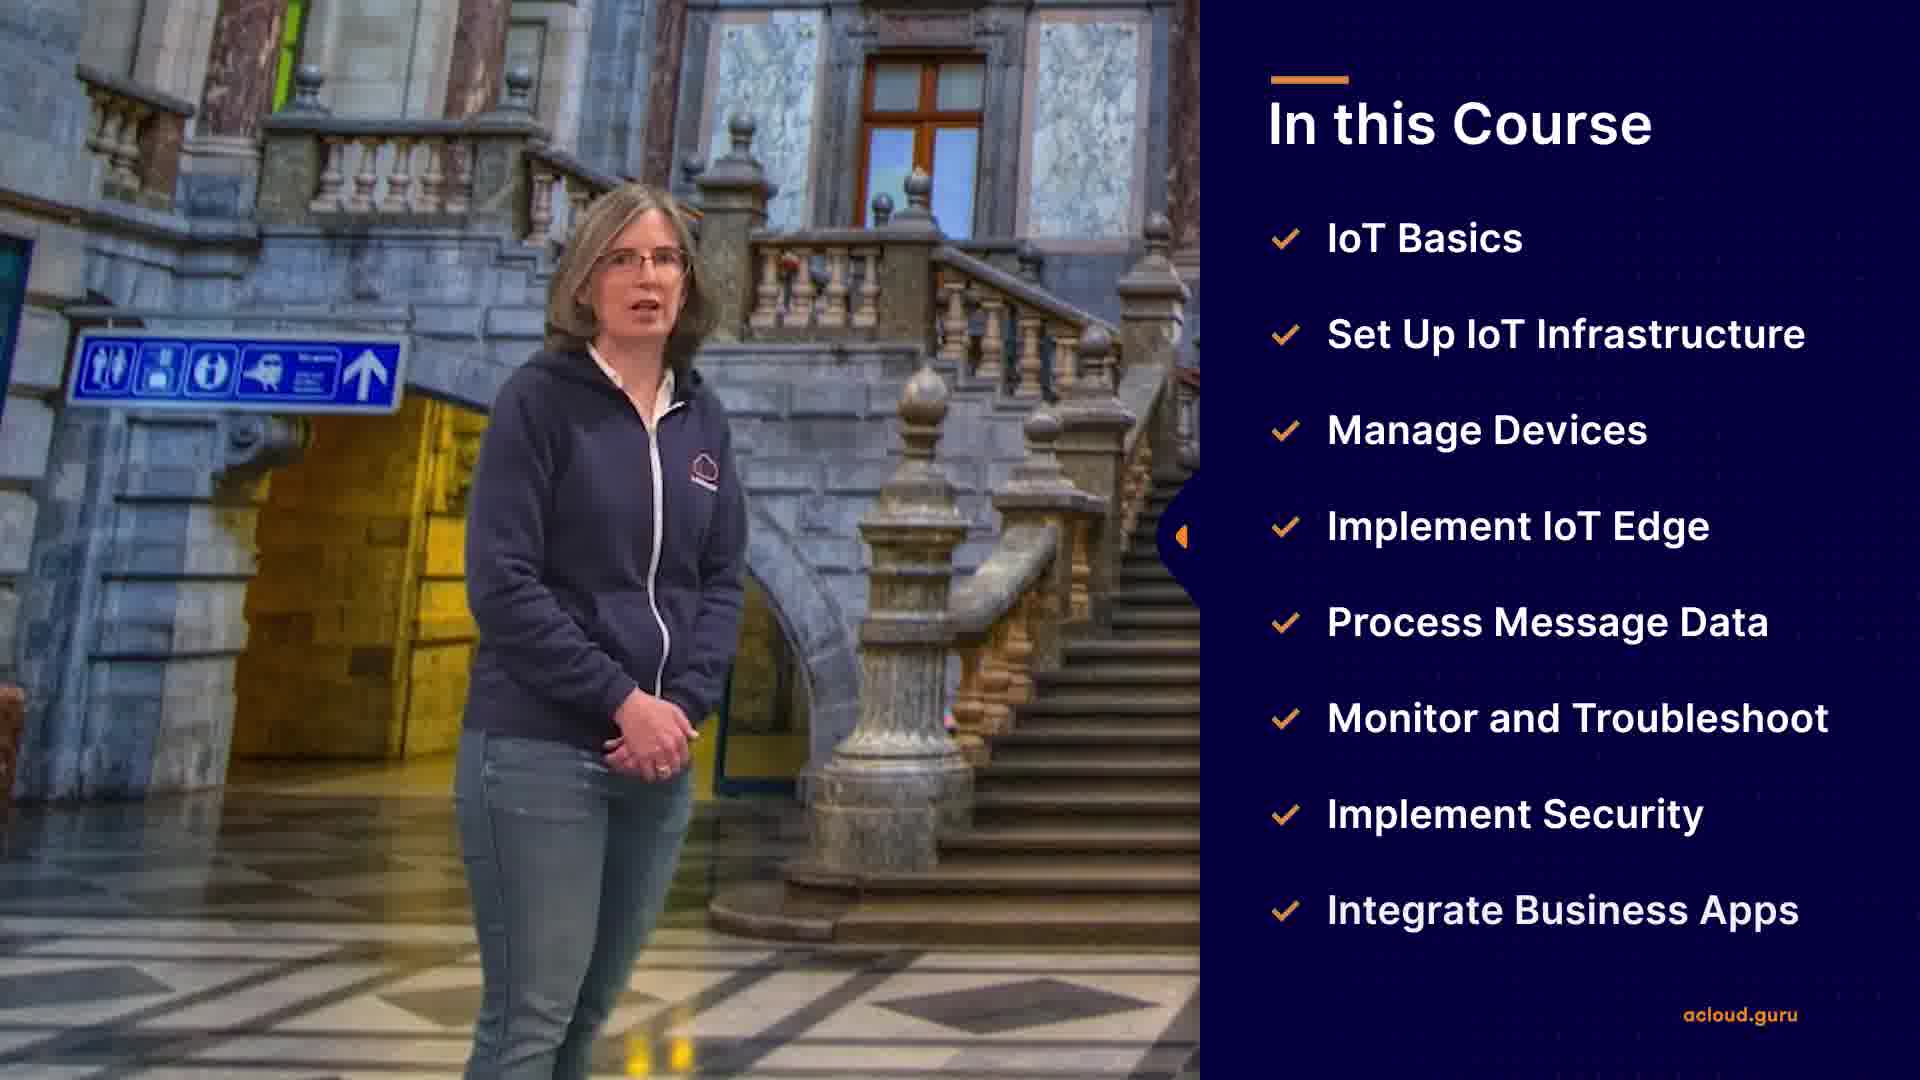 In this Course
IoT Basics
Set Up IoT Infrastructure
Manage Devices
Implement IoT Edge
Process Message Data
Monitor and Troubleshoot
Implement Security
Integrate Business Apps
acloud.guru